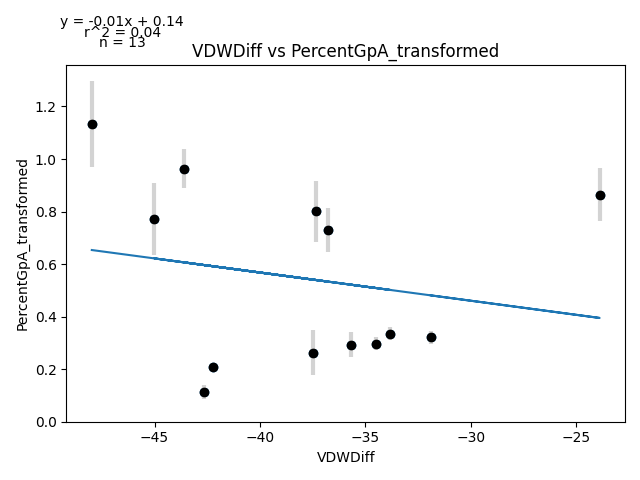 y = -0.01x + 0.14
r^2 = 0.04
n = 13
VDWDiff vs PercentGpA_transformed
PercentGpA_transformed
1.2
1.0
0.8
0.6
0.4
0.2
0.0
−45 −40 −35 −30 −25
VDWDiff